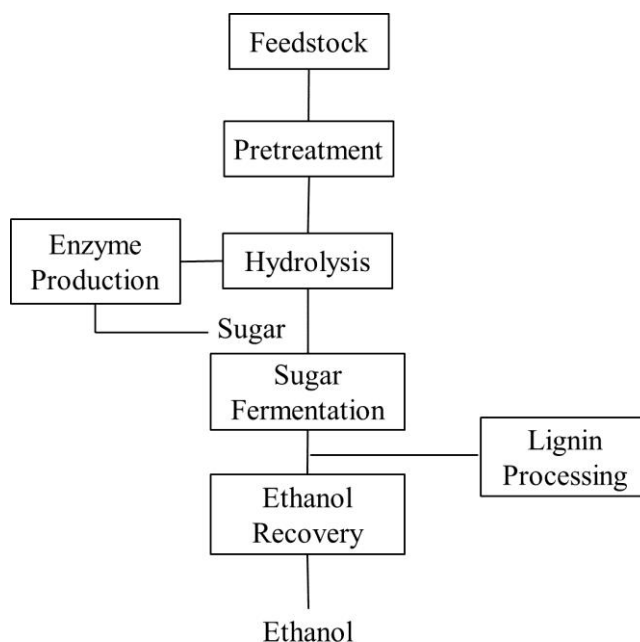 Feedstock
Pretreatment
Enzyme
Production
Hydrolysis
Sugar
Sugar
Fermentation
Lignin
Processing
Ethanol
Recovery
Ethanol